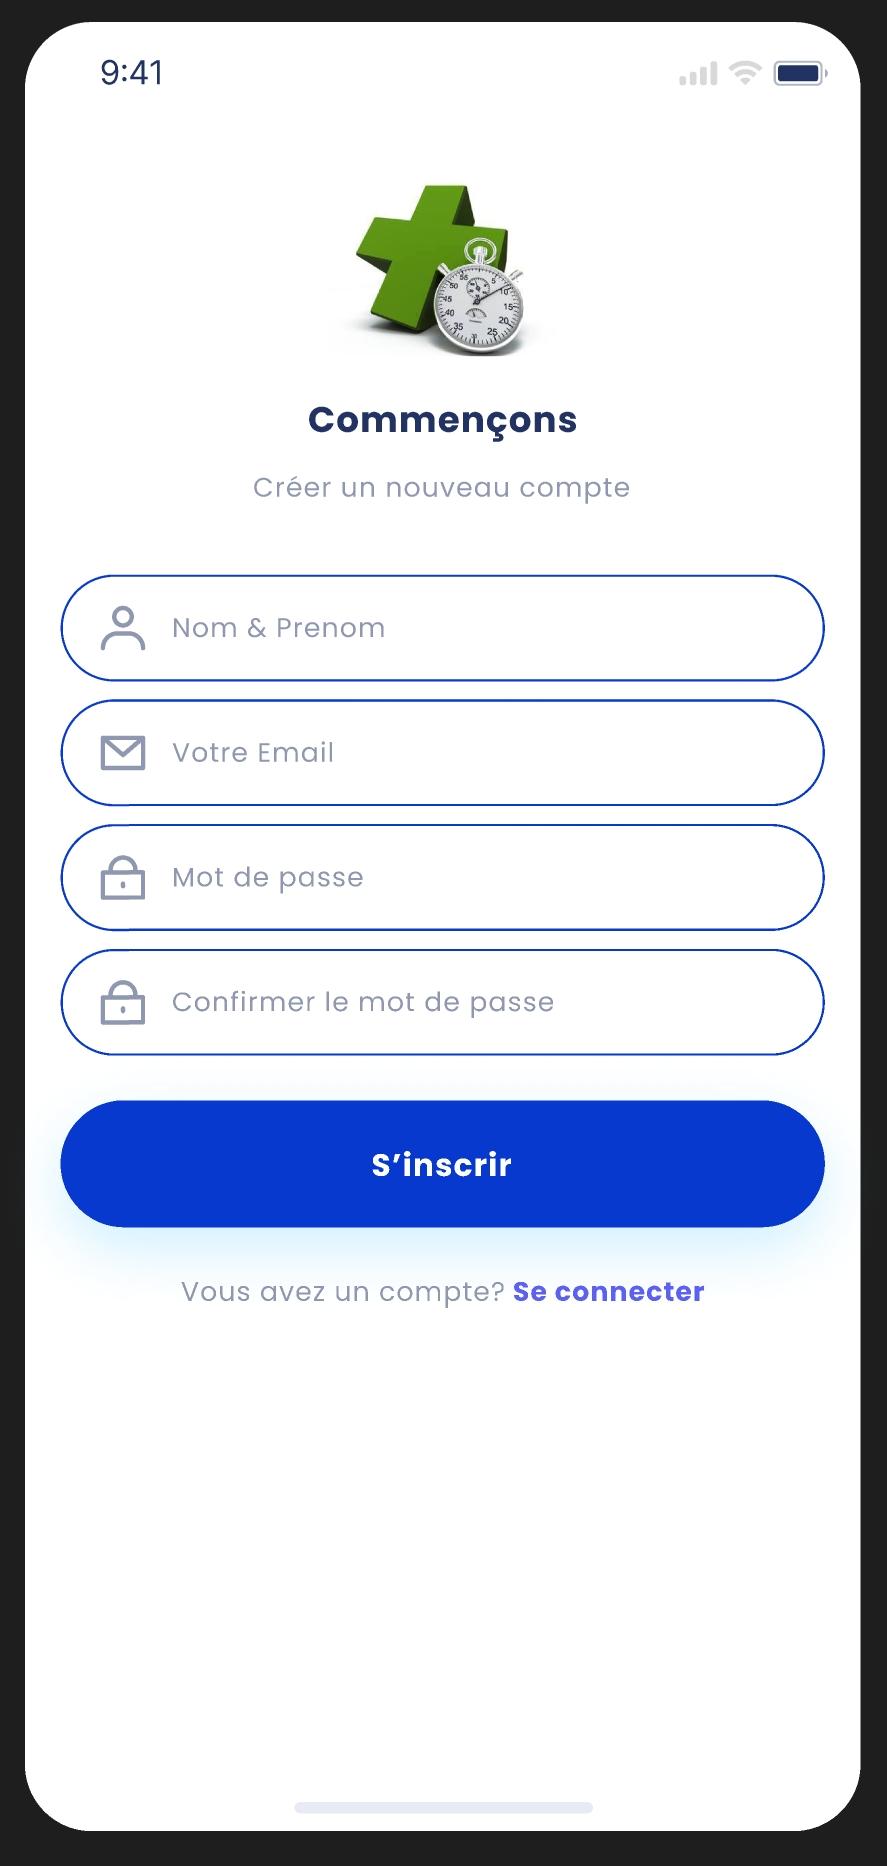 9:41
Commençons
Créer un nouveau compte
Nom & Prenom
Votre Email
Mot de passe
Confirmer le mot de passe
S’inscrir
Vous avez un compte? Se connecter